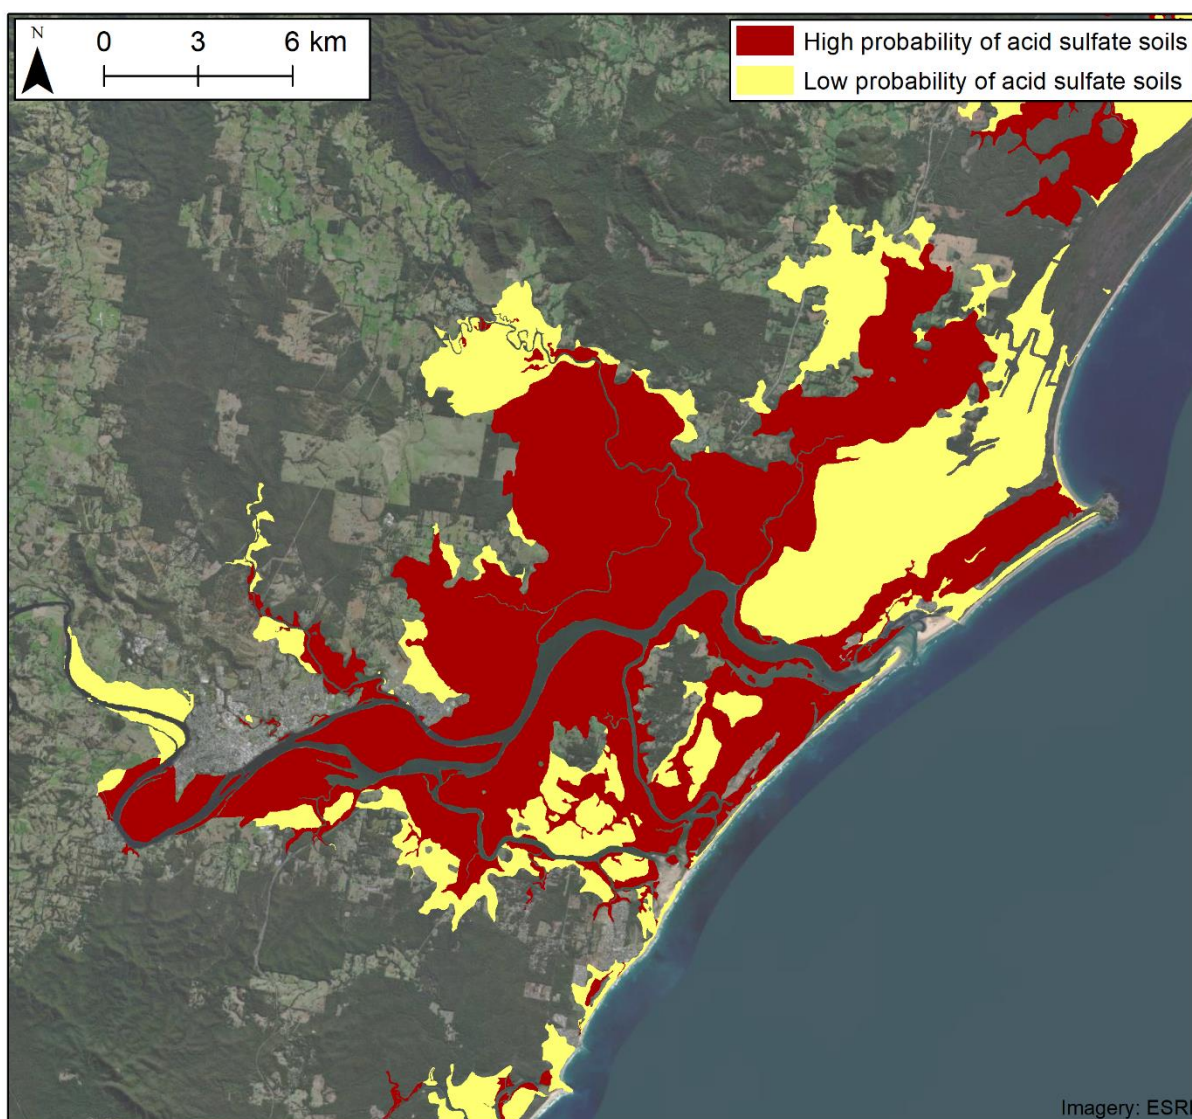 N
0 3 6 km
High probability of acid sulfate soils
Low probability of acid sulfate soils
Imagery: ESRI